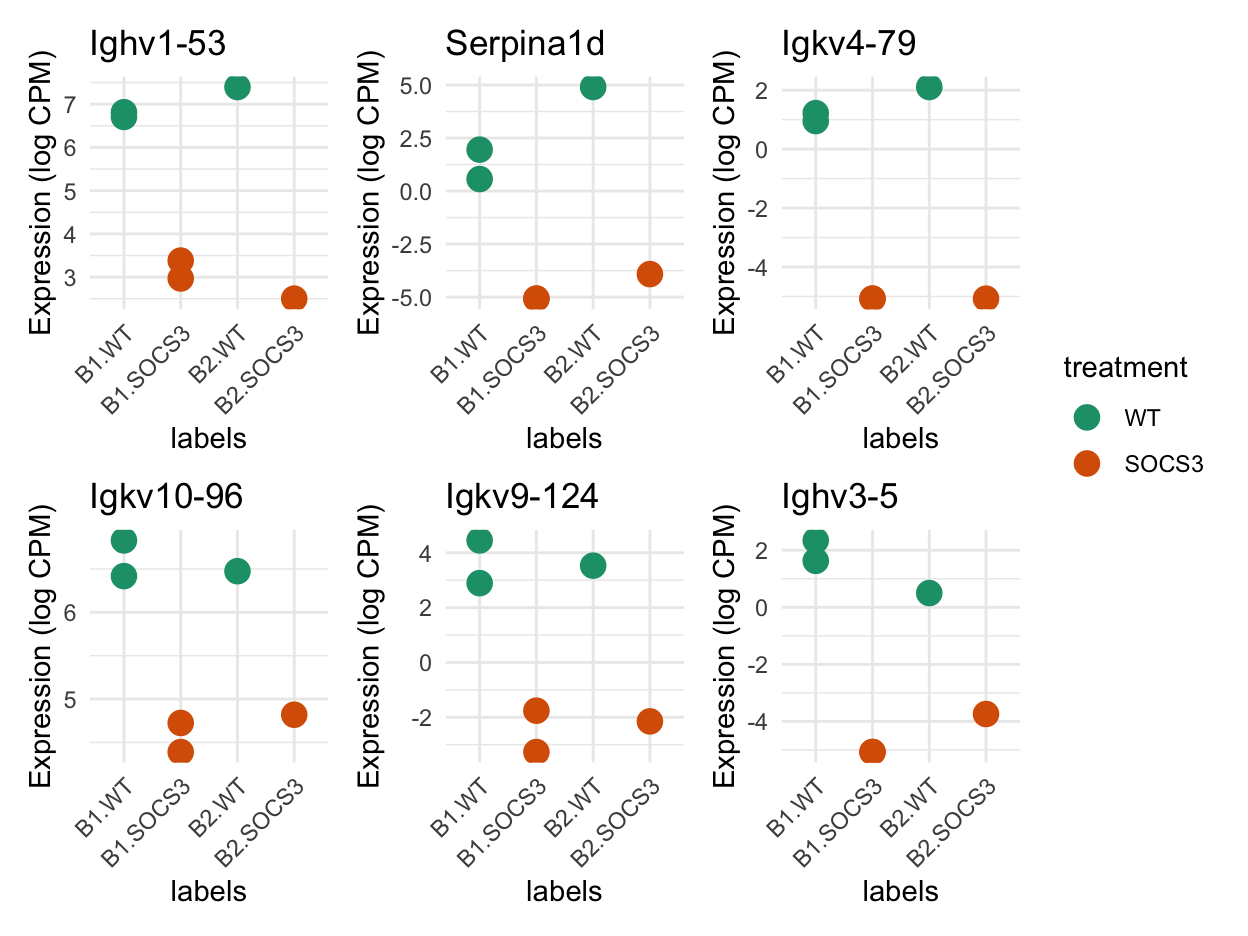 Ighv1-53
Serpina1d
Igkv4-79
Expression (log CPM)
7
6
5
4
3
B1.WT
B1.SOCS3
B2.WT
B2.SOCS3
labels
Expression (log CPM)
5.0
2.5
0.0
-2.5
-5.0
B1.WT
B1.SOCS3
B2.WT
B2.SOCS3
labels
Expression (log CPM)
2
0
-2
-4
B1.WT
B1.SOCS3
B2.WT
B2.SOCS3
labels
treatment
WT
SOCS3
Igkv10-96
Igkv9-124
Ighv3-5
Expression (log CPM)
6
5
B1.WT
B1.SOCS3
B2.WT
B2.SOCS3
labels
Expression (log CPM)
4
2
0
-2
B1.WT
B1.SOCS3
B2.WT
B2.SOCS3
labels
Expression (log CPM)
2
0
-2
-4
B1.WT
B1.SOCS3
B2.WT
B2.SOCS3
labels